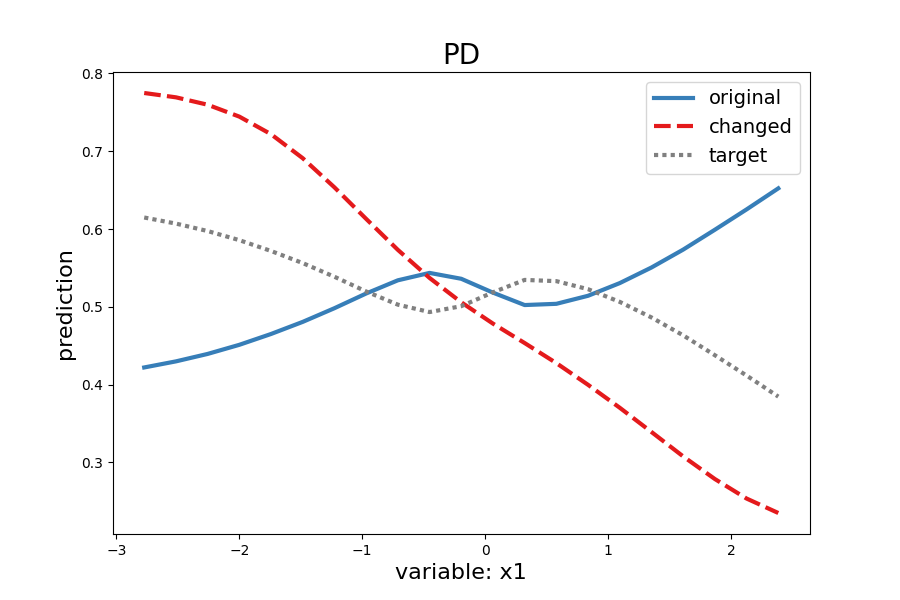 PD
original
changed
target
0.8
0.7
0.6
0.5
0.4
0.3
prediction
−3 −2 −1 0 1 2
variable: x1